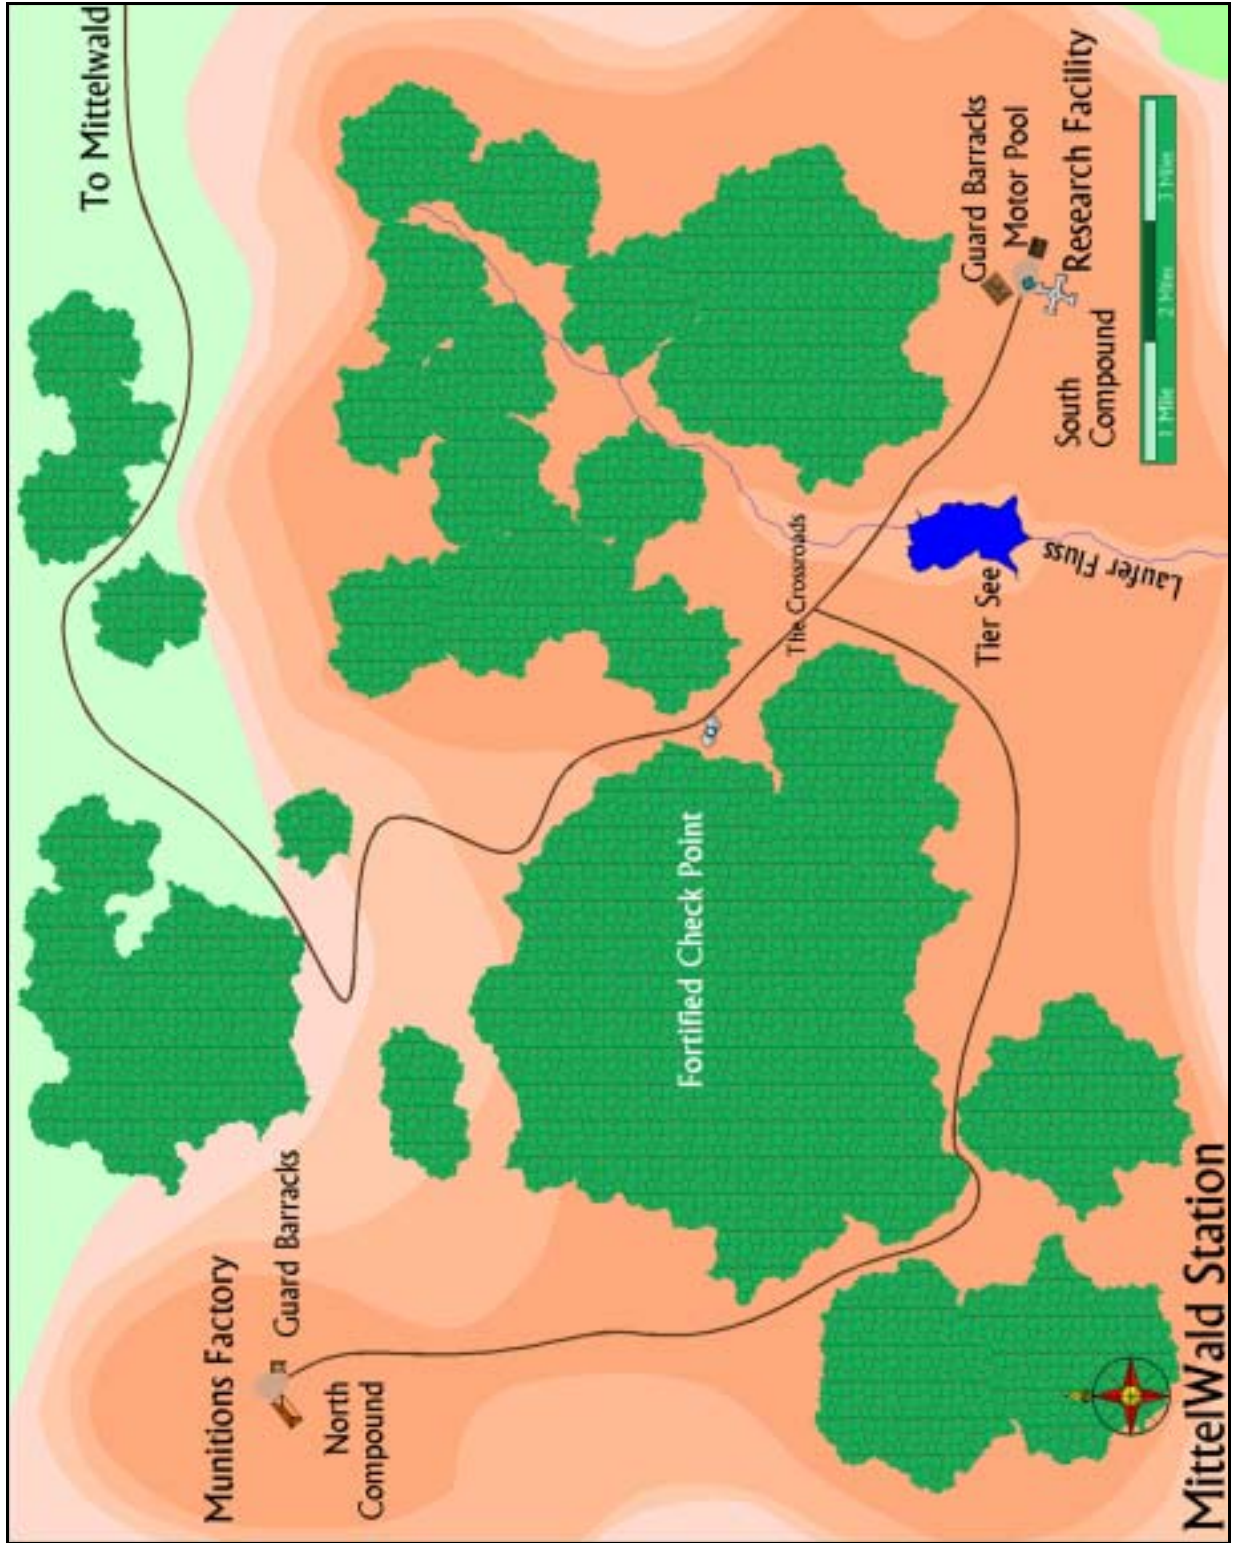 To Mittelwald
Guard Barracks
Motor Pool
Research Facility
South
Compound
1 Mile
2 Miles
3 Miles
The Crossroads
Tier See
Laufer Fluss
Fortified Check Point
Munitions Factory
Guard Barracks
North
Compound
MittelWald Station